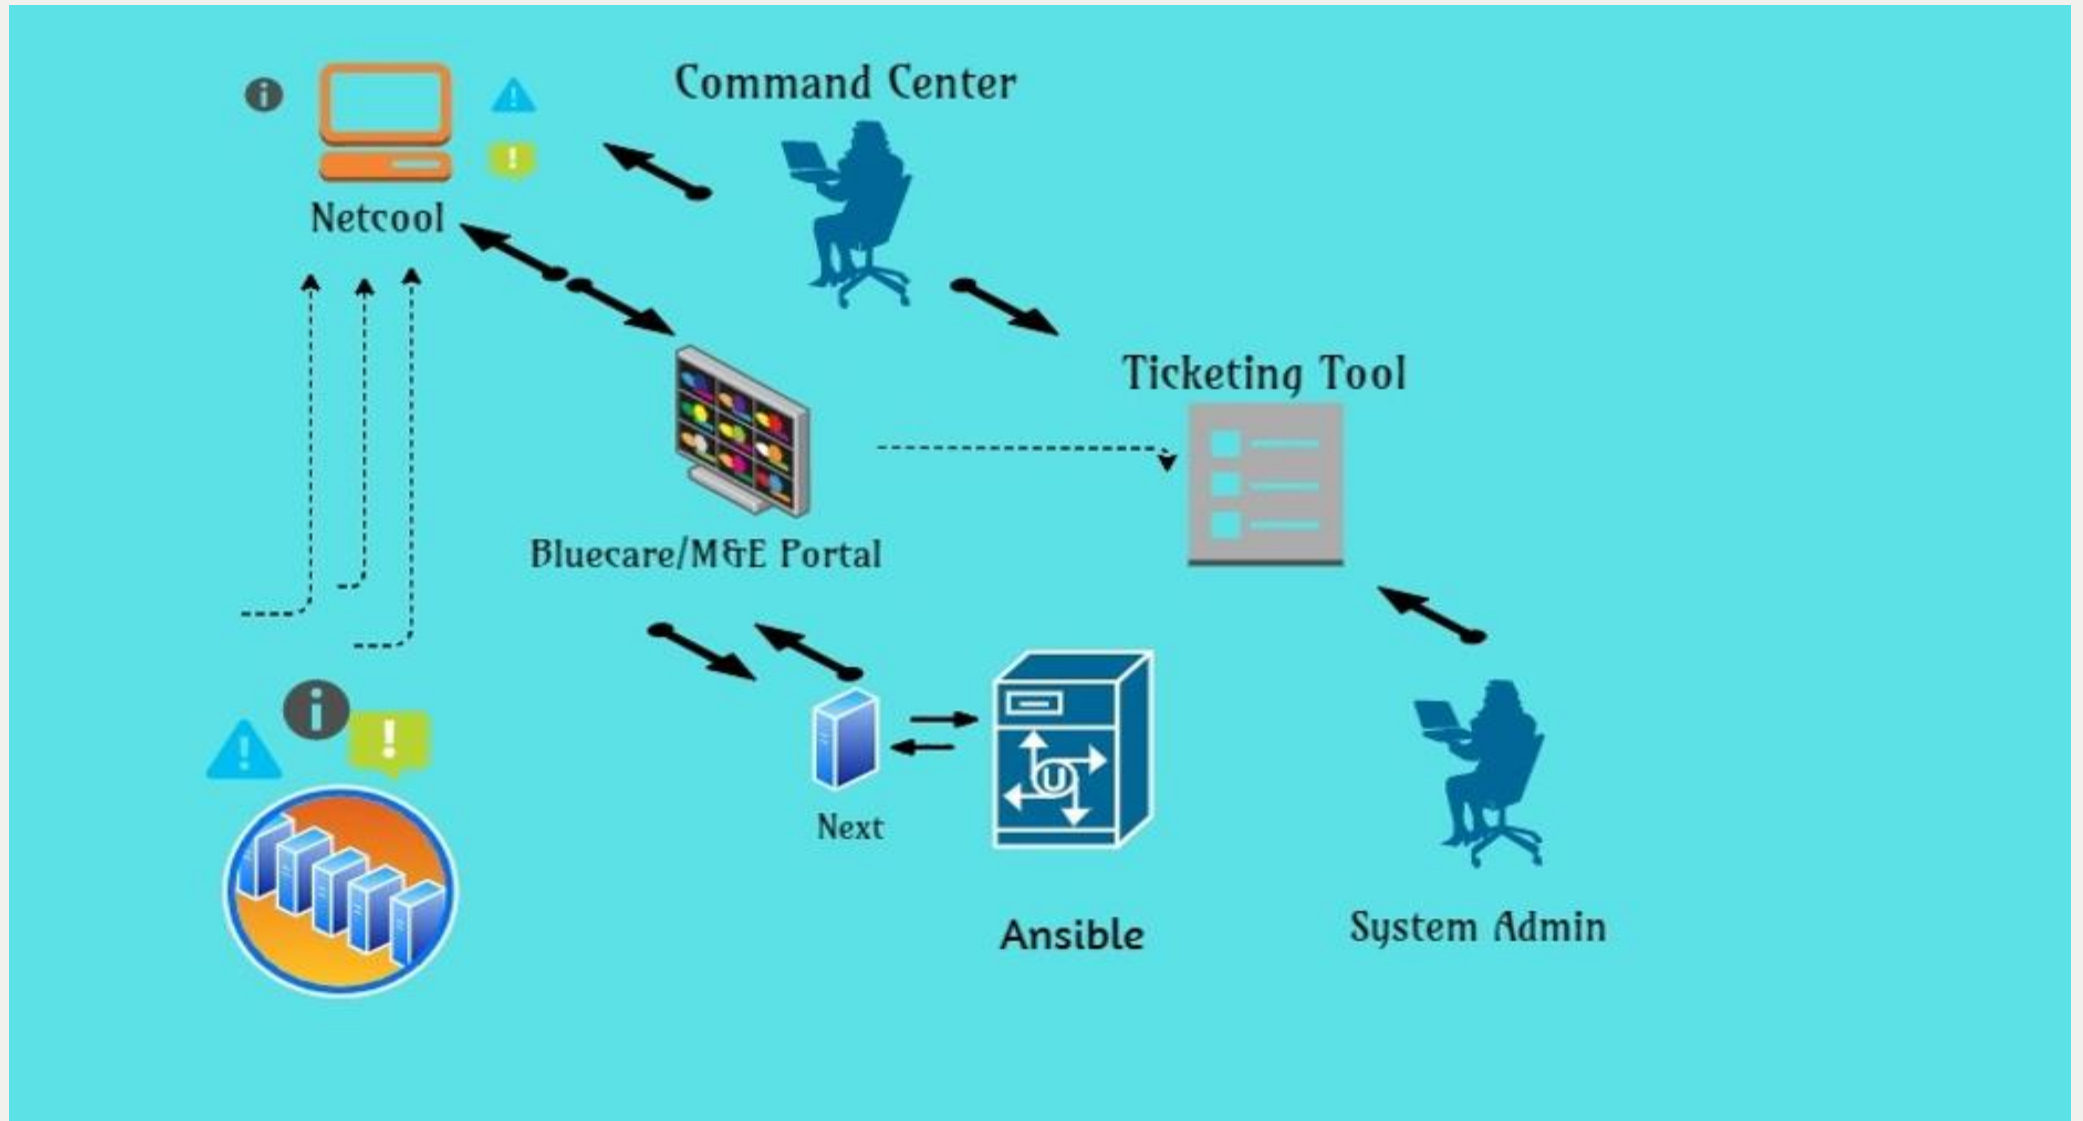 Command Center
Netcool
Ticketing Tool
Bluecare/M&E Portal
U
Next
Ansible
System Admin